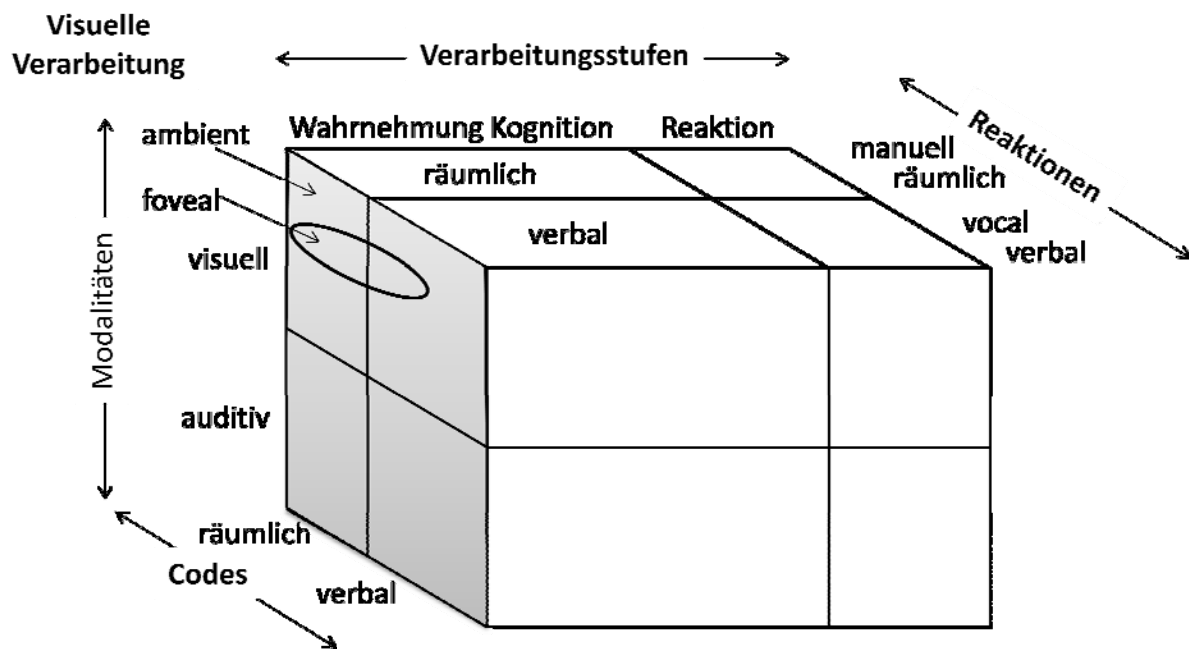 Visuelle
Verarbeitung
Verarbeitungsstufen
Reaktionen
Wahrnehmung Kognition
Reaktion
ambient
foveal
visuell
auditiv
Modalitäten
räumlich
verbal
manuell
räumlich
vocal
verbal
räumlich
verbal
Codes